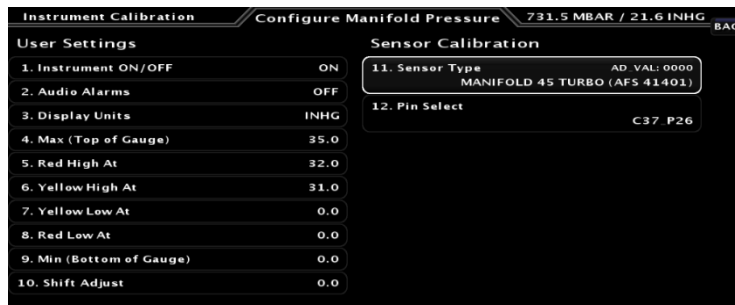 Instrument Calibration
Configure Manifold Pressure
731.5 MBAR / 21.6 INHG
User Settings
1. Instrument ON/OFF ON
2. Audio Alarms OFF
3. Display Units INHG
4. Max (Top of Gauge) 35.0
5. Red High At 32.0
6. Yellow High At 31.0
7. Yellow Low At 0.0
8. Red Low At 0.0
9. Min (Bottom of Gauge) 0.0
10. Shift Adjust 0.0
Sensor Calibration
11. Sensor Type AD_VAL: 0000
MANIFOLD 45 TURBO (AFS 41401)
12. Pin Select
C37_P26